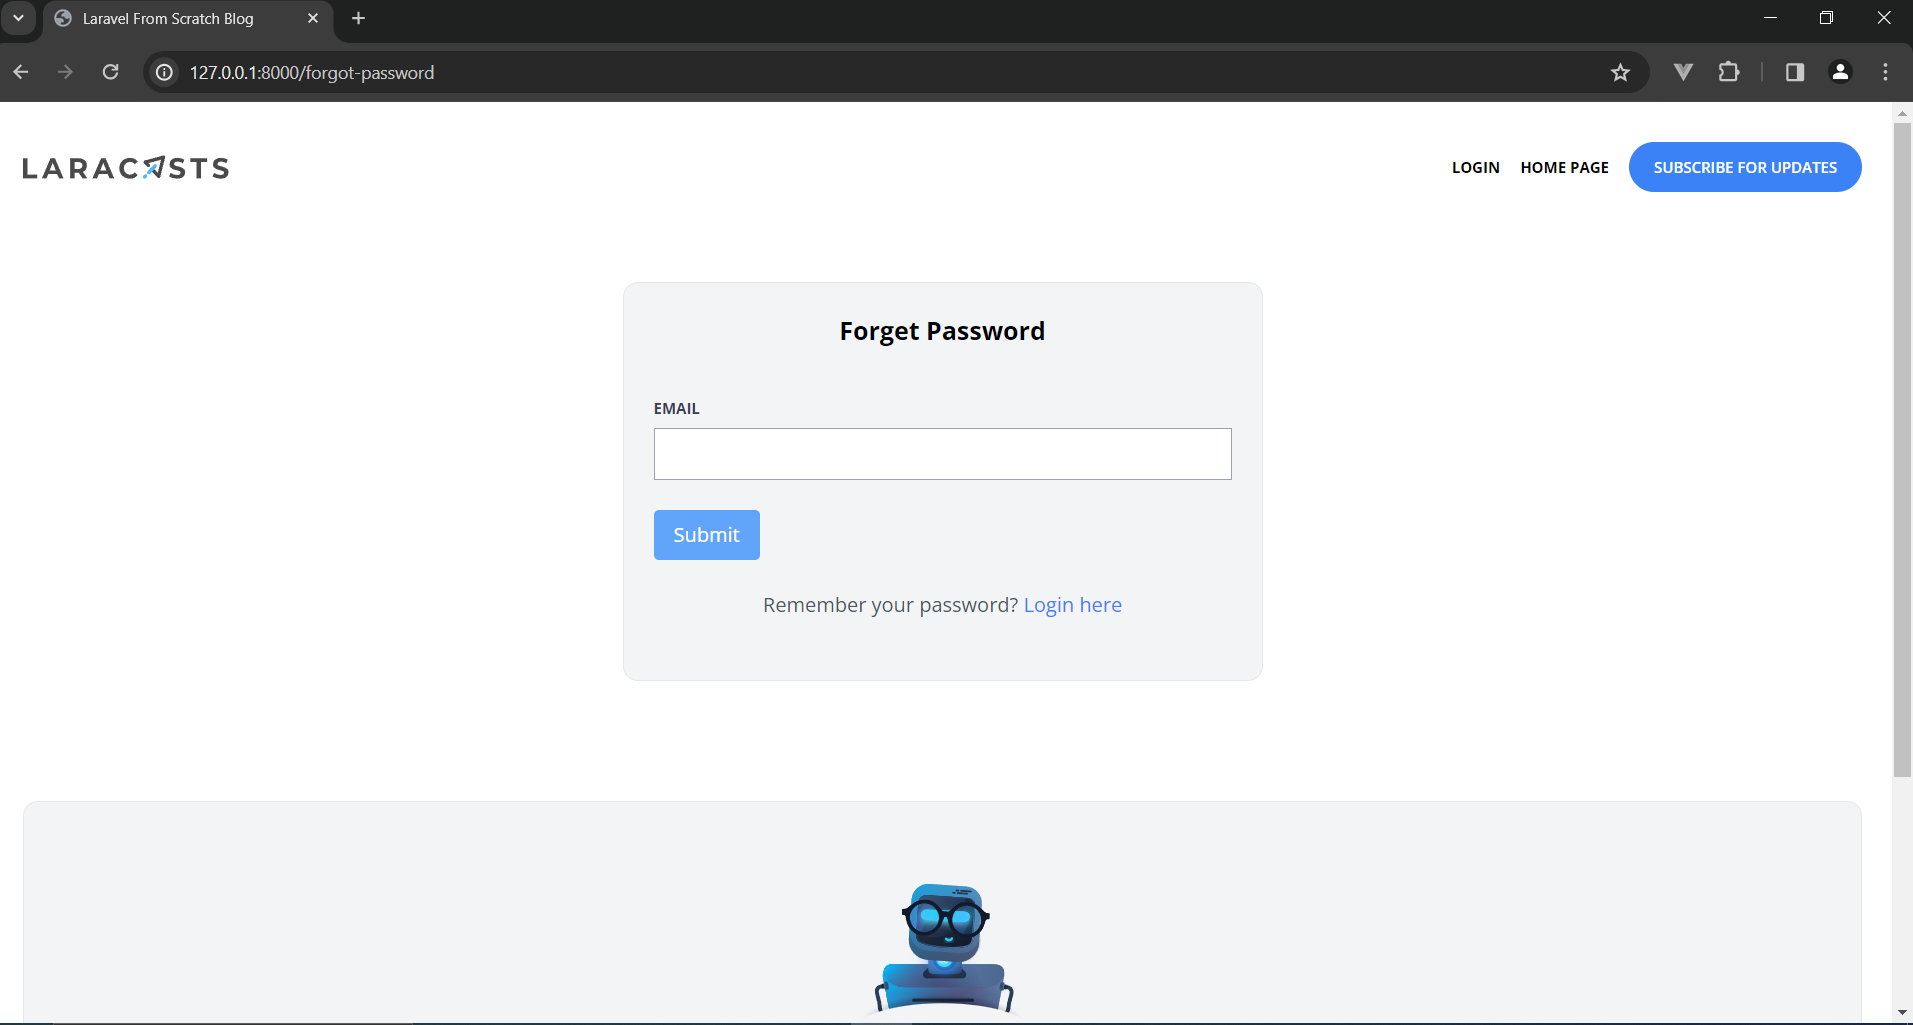 Laravel From Scratch Blog
127.0.0.1:8000/forgot-password
LARACASTS
LOGIN HOME PAGE SUBSCRIBE FOR UPDATES
Forget Password
EMAIL
Submit
Remember your password? Login here